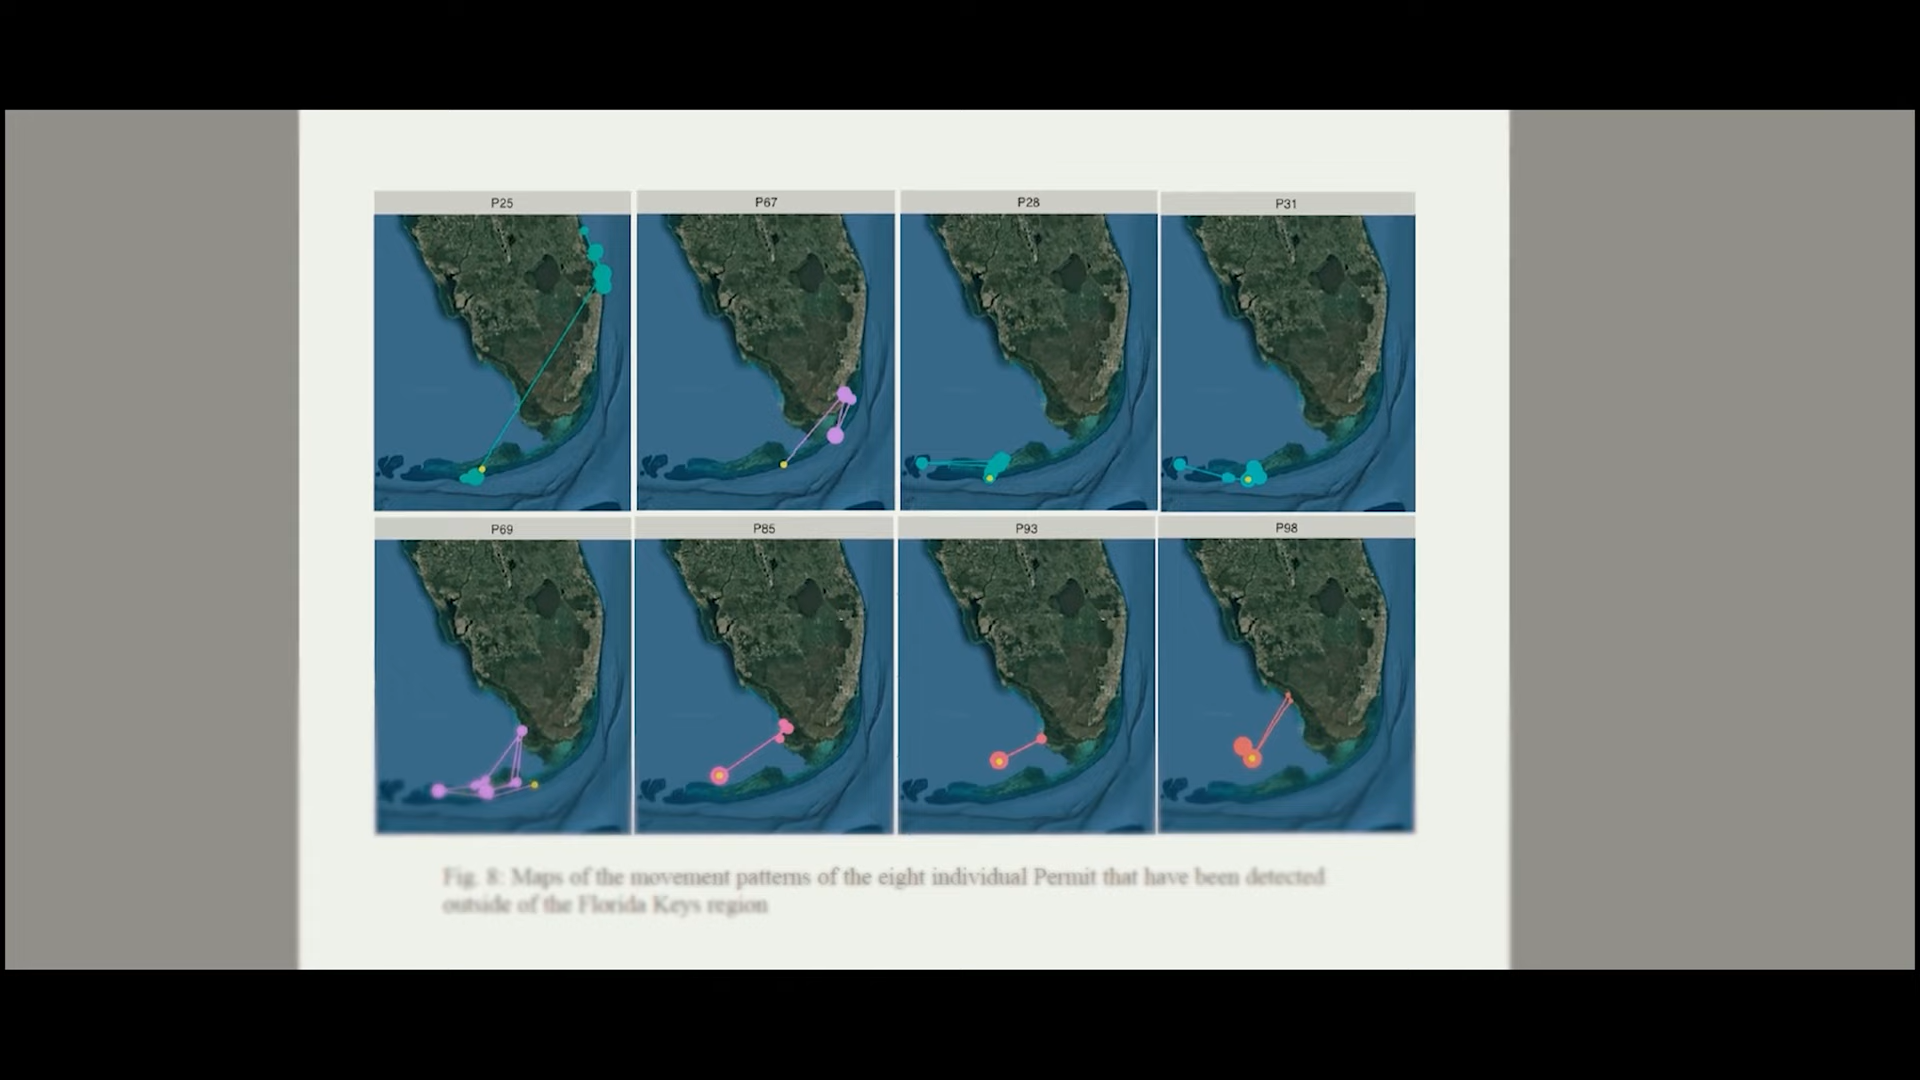 P25 P67 P28 P31
P69 P85 P93 P98
Fig. 8: Maps of the movement patterns of the eight individual Permit that have been detected
outside of the Florida Keys region